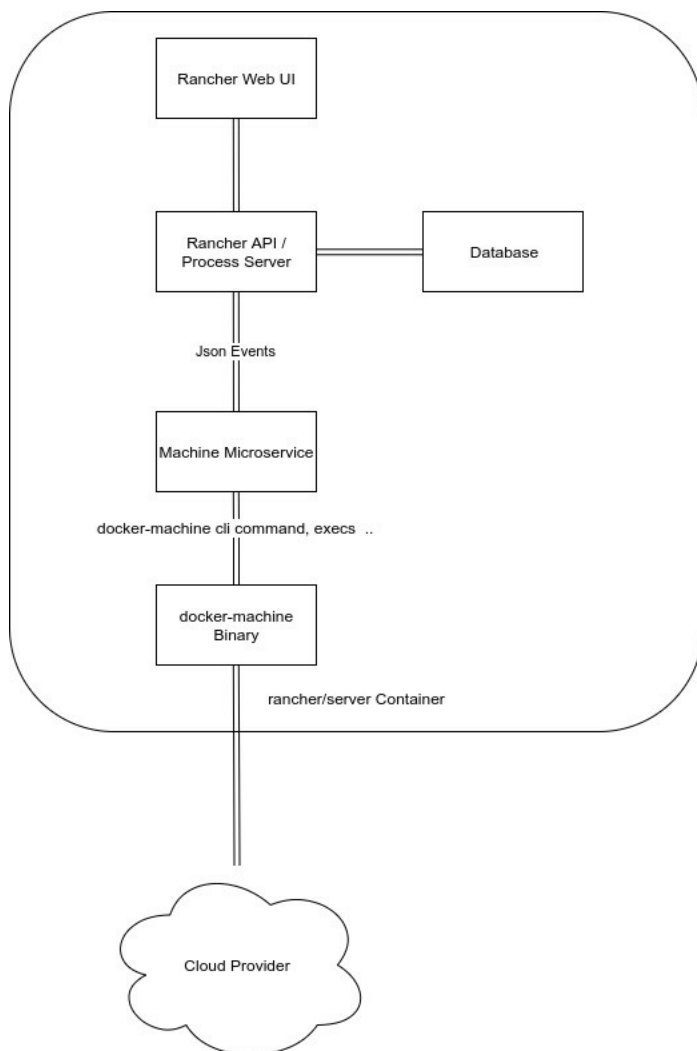 Rancher Web UI
Rancher API /
Process Server
Database
Json Events
Machine Microservice
docker-machine cli command, execs ..
docker-machine
Binary
rancher/server Container
Cloud Provider